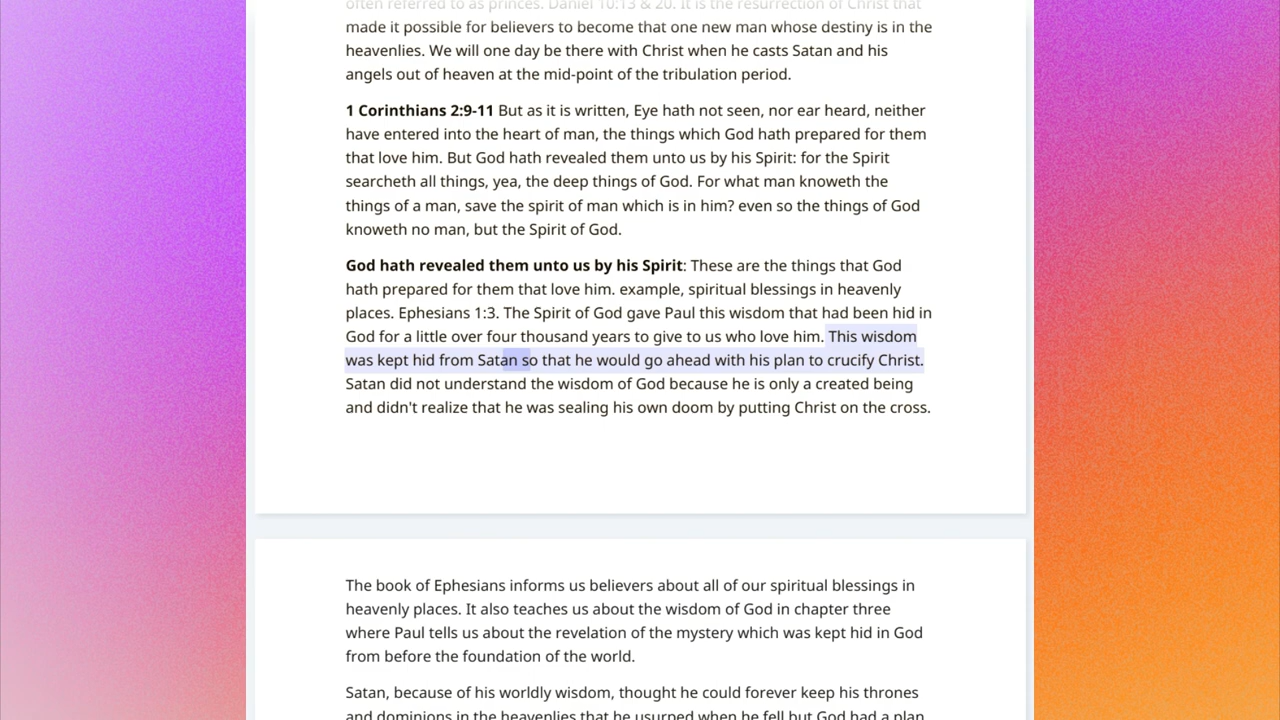 often referred to as princes. Daniel 10:13 & 20. It is the resurrection of Christ that
made it possible for believers to become that one new man whose destiny is in the
heavenlies. We will one day be there with Christ when he casts Satan and his
angels out of heaven at the mid-point of the tribulation period.
1 Corinthians 2:9-11 But as it is written, Eye hath not seen, nor ear heard, neither
have entered into the heart of man, the things which God hath prepared for them
that love him. But God hath revealed them unto us by his Spirit: for the Spirit
searcheth all things, yea, the deep things of God. For what man knoweth the
things of a man, save the spirit of man which is in him? even so the things of God
knoweth no man, but the Spirit of God.
God hath revealed them unto us by his Spirit: These are the things that God
hath prepared for them that love him. example, spiritual blessings in heavenly
places. Ephesians 1:3. The Spirit of God gave Paul this wisdom that had been hid in
God for a little over four thousand years to give to us who love him. This wisdom
was kept hid from Satan so that he would go ahead with his plan to crucify Christ.
Satan did not understand the wisdom of God because he is only a created being
and didn't realize that he was sealing his own doom by putting Christ on the cross.
The book of Ephesians informs us believers about all of our spiritual blessings in
heavenly places. It also teaches us about the wisdom of God in chapter three
where Paul tells us about the revelation of the mystery which was kept hid in God
from before the foundation of the world.
Satan, because of his worldly wisdom, thought he could forever keep his thrones
and dominions in the heavenlies that he usurped when he fell but God had a plan